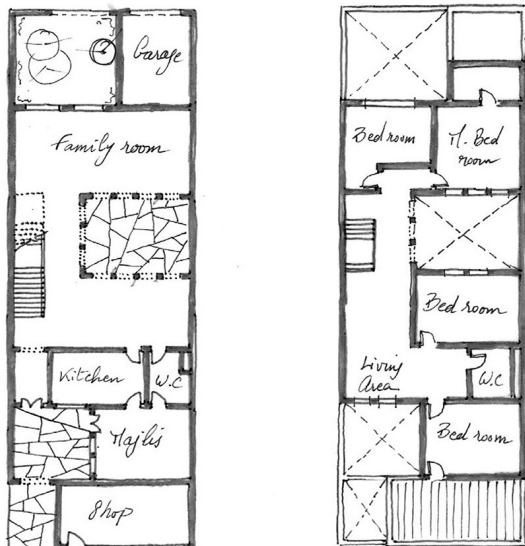 Garage
Family room
Kitchen
W.C
Majlis
Shop
Bed room
M. Bed
room
Bed room
Living
Area
W.C
Bed room